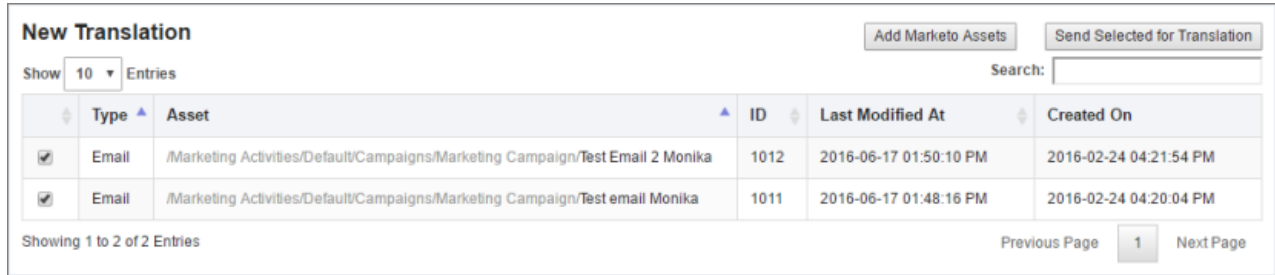 New Translation
Add Marketo Assets Send Selected for Translation
Show 10 Entries Search:
Type Asset ID Last Modified At Created On
Email /Marketing Activities/Default/Campaigns/Marketing Campaign/Test Email 2 Monika 1012 2016-06-17 01:50:10 PM 2016-02-24 04:21:54 PM
Email /Marketing Activities/Default/Campaigns/Marketing Campaign/Test email Monika 1011 2016-06-17 01:48:16 PM 2016-02-24 04:20:04 PM
Showing 1 to 2 of 2 Entries Previous Page 1 Next Page